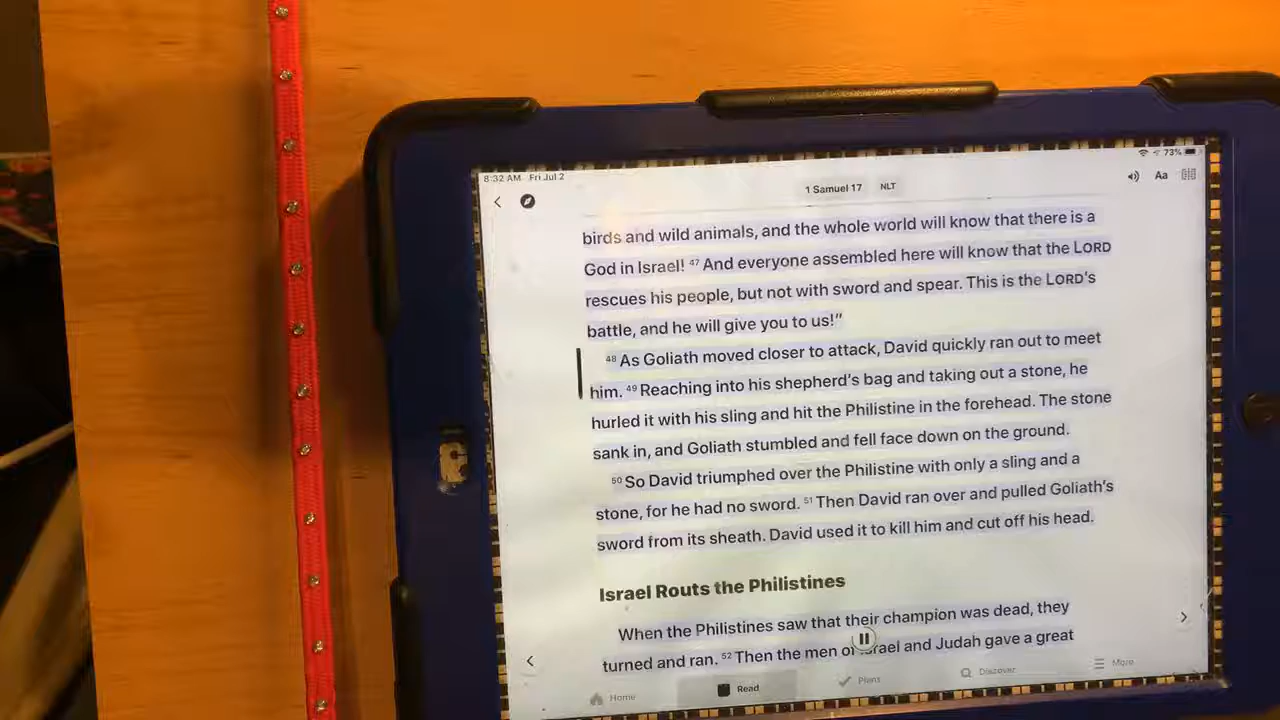 8:32 AM Fri Jul 2
73%
1 Samuel 17 NLT
Aa
birds and wild animals, and the whole world will know that there is a
God in Israel! 47 And everyone assembled here will know that the LORD
rescues his people, but not with sword and spear. This is the LORD's
battle, and he will give you to us!”
48 As Goliath moved closer to attack, David quickly ran out to meet
him. 49 Reaching into his shepherd's bag and taking out a stone, he
hurled it with his sling and hit the Philistine in the forehead. The stone
sank in, and Goliath stumbled and fell face down on the ground.
50 So David triumphed over the Philistine with only a sling and a
stone, for he had no sword. 51 Then David ran over and pulled Goliath's
sword from its sheath. David used it to kill him and cut off his head.
Israel Routs the Philistines
When the Philistines saw that their champion was dead, they
turned and ran. 52 Then the men of Israel and Judah gave a great
Home Read Plans Discover More